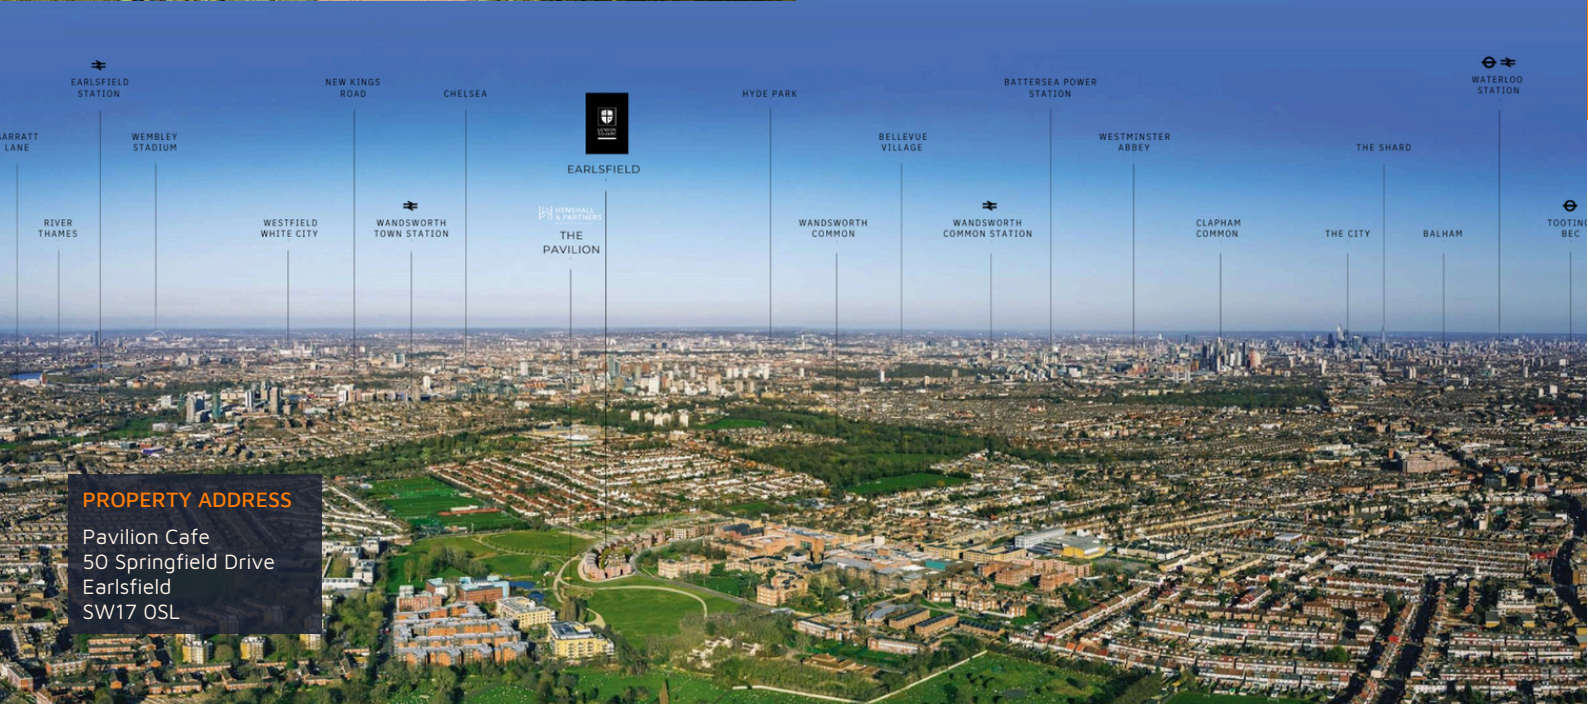 EARLSFIELD
STATION
NEW KINGS
ROAD
CHELSEA
LONDON
SQUARE
EARLSFIELD
HYDE PARK
BATTERSEA POWER
STATION
WATERLOO
STATION
ARRATT
LANE
WEMBLEY
STADIUM
BELLEVUE
VILLAGE
WESTMINSTER
ABBEY
THE SHARD
RIVER
THAMES
WESTFIELD
WHITE CITY
WANDSWORTH
TOWN STATION
HENSHALL
& PARTNERS
THE
PAVILION
WANDSWORTH
COMMON
WANDSWORTH
COMMON STATION
CLAPHAM
COMMON
THE CITY
BALHAM
TOOTING
BEC
PROPERTY ADDRESS
Pavilion Cafe
50 Springfield Drive
Earlsfield
SW17 0SL